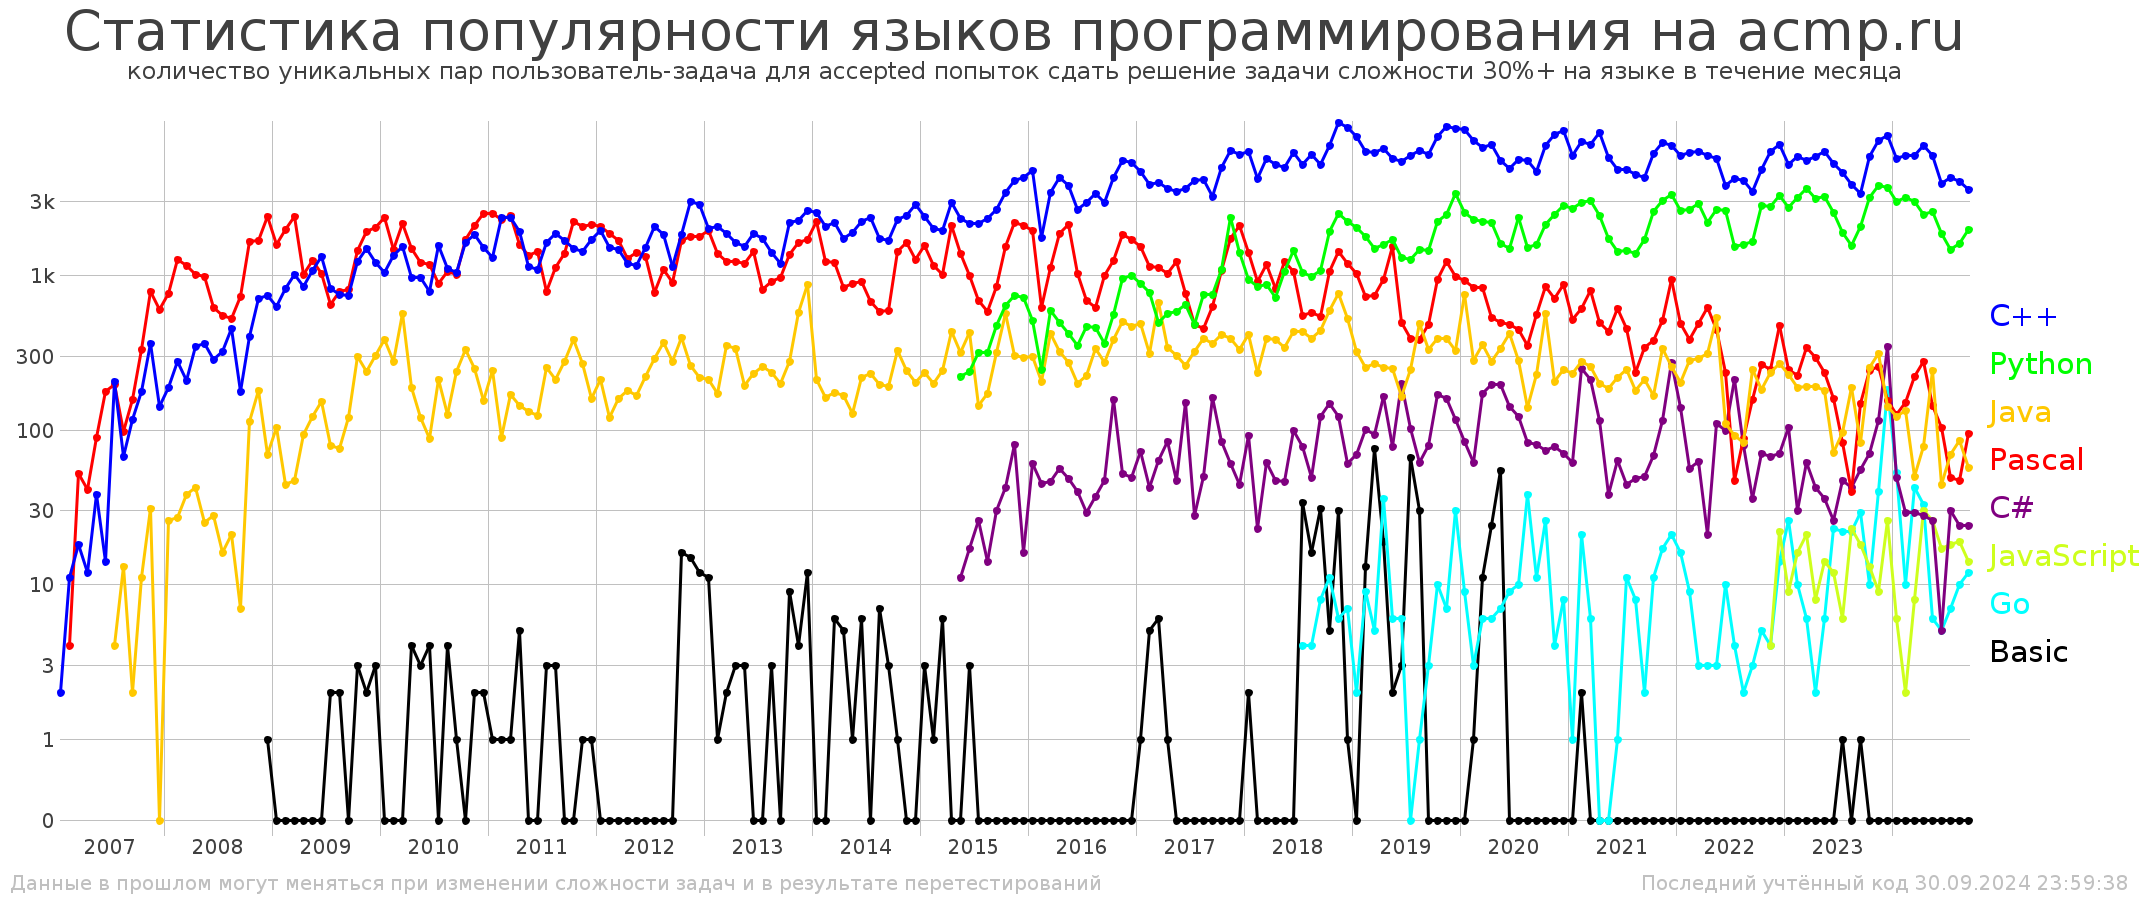 Статистика популярности языков программирования на acmp.ru
количество уникальных пар пользователь-задача для accepted попыток сдать решение задачи сложности 30%+ на языке в течение месяца
3k
1k
300
100
30
10
3
1
0
C++
Python
Java
Pascal
C#
JavaScript
Go
Basic
2007 2008 2009 2010 2011 2012 2013 2014 2015 2016 2017 2018 2019 2020 2021 2022 2023
Данные в прошлом могут меняться при изменении сложности задач и в результате перетестирований
Последний учтённый код 30.09.2024 23:59:38